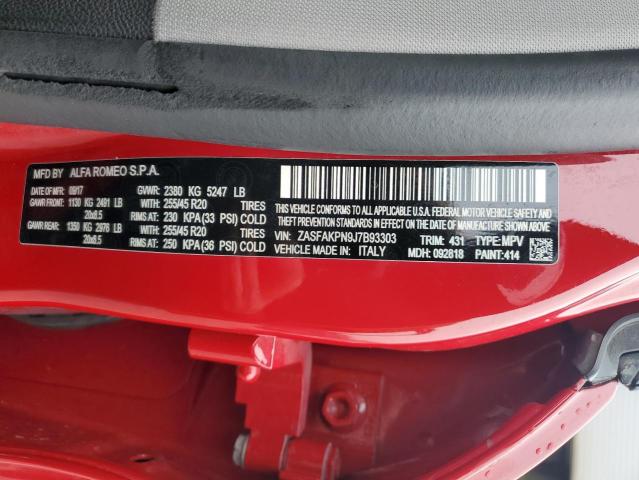 MFD BY ALFA ROMEO S.P.A.
DATE OF MFR 09/17 GVWR: 2380 KG 5247 LB
GAWR FRONT: 1130 KG 2491 LB WITH 255/45 R20 TIRES
20x8.5 RIMS AT: 230 KPA(33 PSI) COLD
GAWR REAR: 1350 KG 2976 LB WITH 255/45 R20 TIRES
20x8.5 RIMS AT: 250 KPA(36 PSI) COLD
THIS VEHICLE CONFORMS TO ALL APPLICABLE U.S.A. FEDERAL MOTOR VEHICLE SAFETY AND
THEFT PREVENTION STANDARDS IN EFFECT ON THE DATE OF MANUFACTURE SHOWN ABOVE.
VIN: ZASFAKPN9J7B93303 TRIM: 431 TYPE: MPV
VEHICLE MADE IN: ITALY MDH: 092818 PAINT: 414